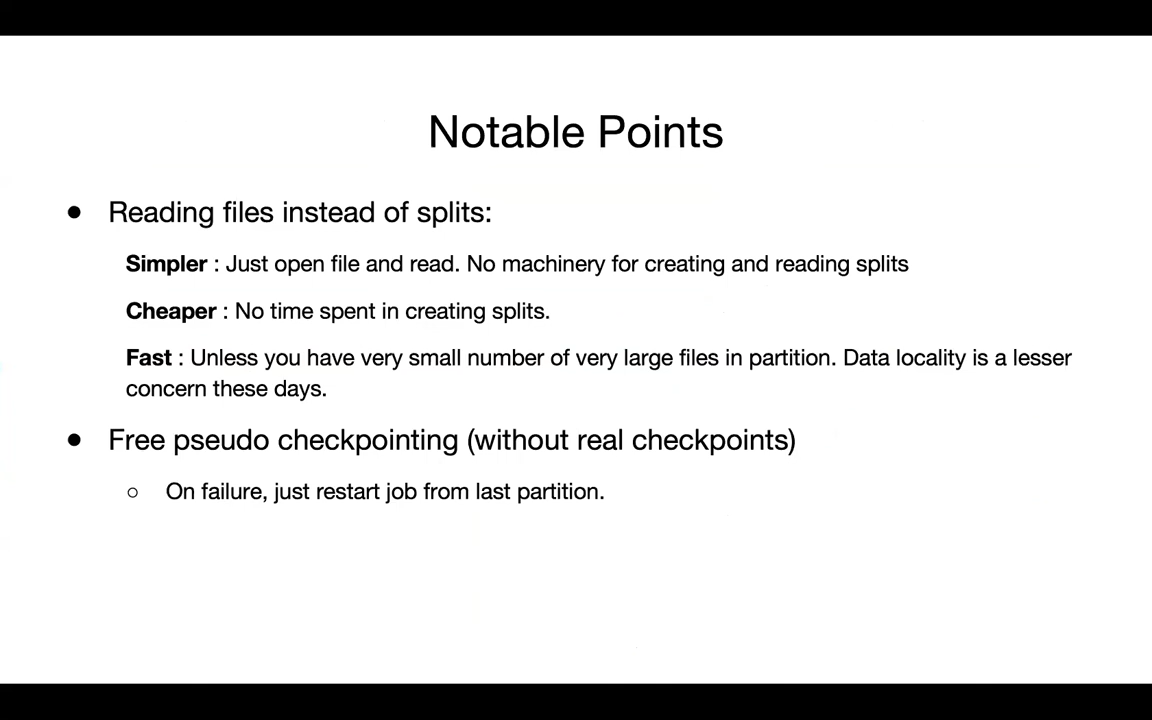 Notable Points
● Reading files instead of splits:
Simpler : Just open file and read. No machinery for creating and reading splits
Cheaper : No time spent in creating splits.
Fast : Unless you have very small number of very large files in partition. Data locality is a lesser
concern these days.
● Free pseudo checkpointing (without real checkpoints)
○ On failure, just restart job from last partition.